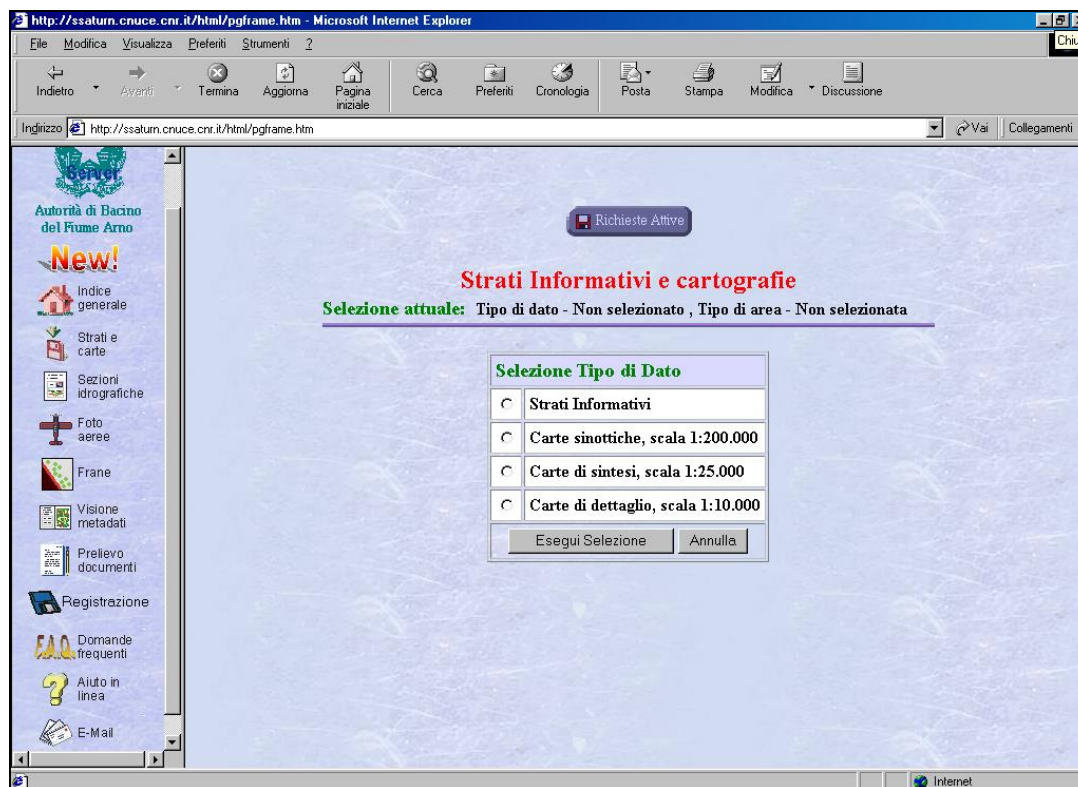 http://ssaturn.cnuce.cnr.it/html/pgframe.htm - Microsoft Internet Explorer
File Modifica Visualizza Preferiti Strumenti ?
Indietro Avanti Termina Aggiorna Pagina iniziale Cerca Preferiti Cronologia Posta Stampa Modifica Discussione
Indirizzo http://ssaturn.cnuce.cnr.it/html/pgframe.htm Vai Collegamenti
Server
Autorità di Bacino
del Fiume Arno
New!
Indice
generale
Strati e
carte
Sezioni
idrografiche
Foto
aeree
Frane
Visione
metadati
Prelievo
documenti
Registrazione
F.A.Q. Domande
frequenti
Aiuto in
linea
E-Mail
Richieste Attive
Strati Informativi e cartografie
Selezione attuale: Tipo di dato - Non selezionato , Tipo di area - Non selezionata
Selezione Tipo di Dato
Strati Informativi
Carte sinottiche, scala 1:200.000
Carte di sintesi, scala 1:25.000
Carte di dettaglio, scala 1:10.000
Esegui Selezione Annulla
Internet